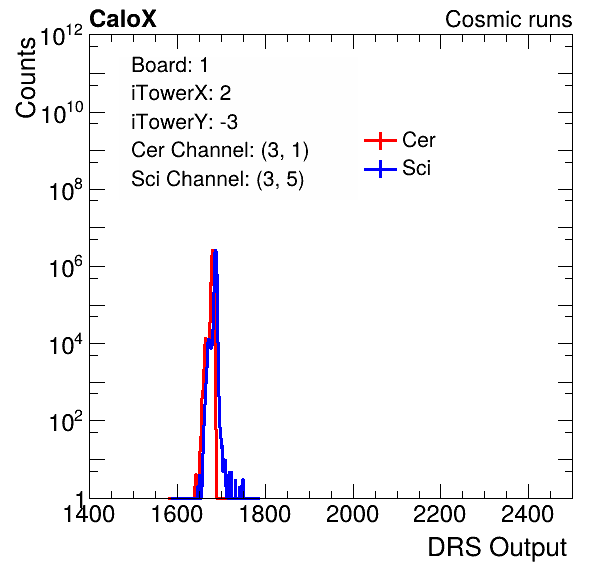 CaloX Cosmic runs
Counts
10^12
10^10
10^8
10^6
10^4
10^2
1
Board: 1
iTowerX: 2
iTowerY: -3
Cer Channel: (3, 1)
Sci Channel: (3, 5)
Cer
Sci
1400 1600 1800 2000 2200 2400
DRS Output